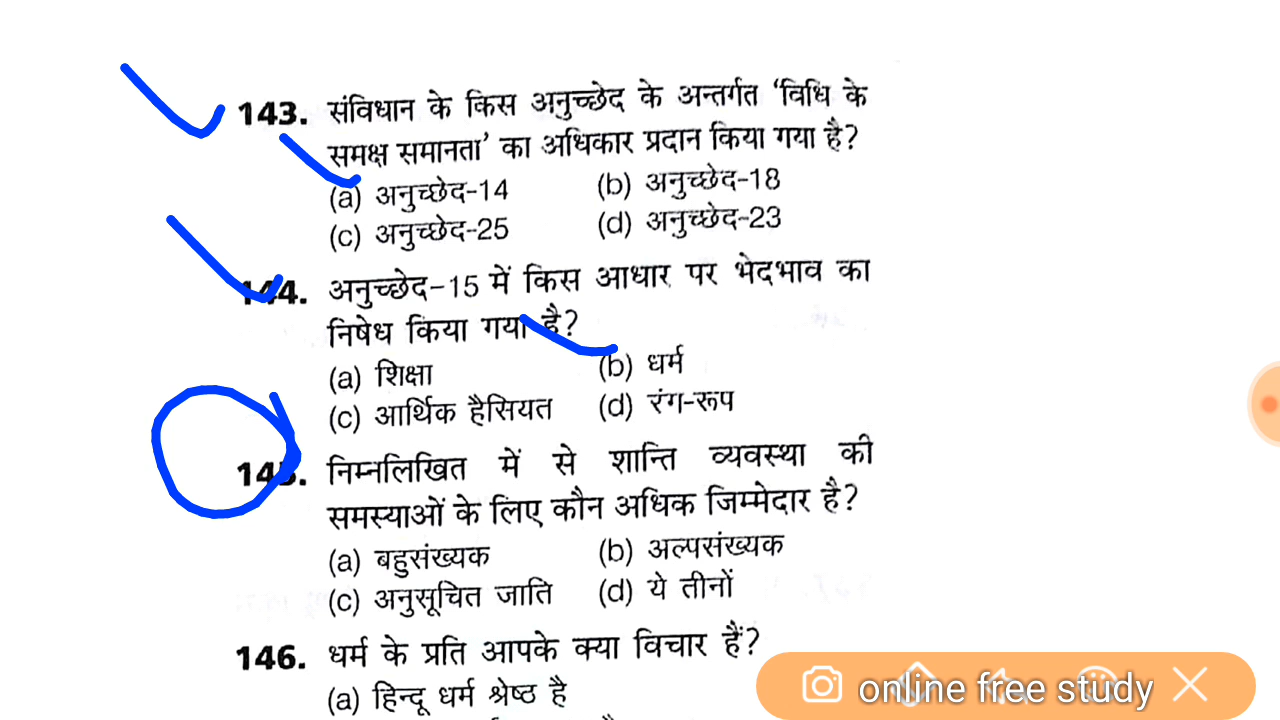 143. संविधान के किस अनुच्छेद के अन्तर्गत ‘विधि के
समक्ष समानता’ का अधिकार प्रदान किया गया है?
(a) अनुच्छेद-14 (b) अनुच्छेद-18
(c) अनुच्छेद-25 (d) अनुच्छेद-23
144. अनुच्छेद-15 में किस आधार पर भेदभाव का
निषेध किया गया है?
(a) शिक्षा (b) धर्म
(c) आर्थिक हैसियत (d) रंग-रूप
145. निम्नलिखित में से शान्ति व्यवस्था की
समस्याओं के लिए कौन अधिक जिम्मेदार है?
(a) बहुसंख्यक (b) अल्पसंख्यक
(c) अनुसूचित जाति (d) ये तीनों
146. धर्म के प्रति आपके क्या विचार हैं?
(a) हिन्दू धर्म श्रेष्ठ है
online free study